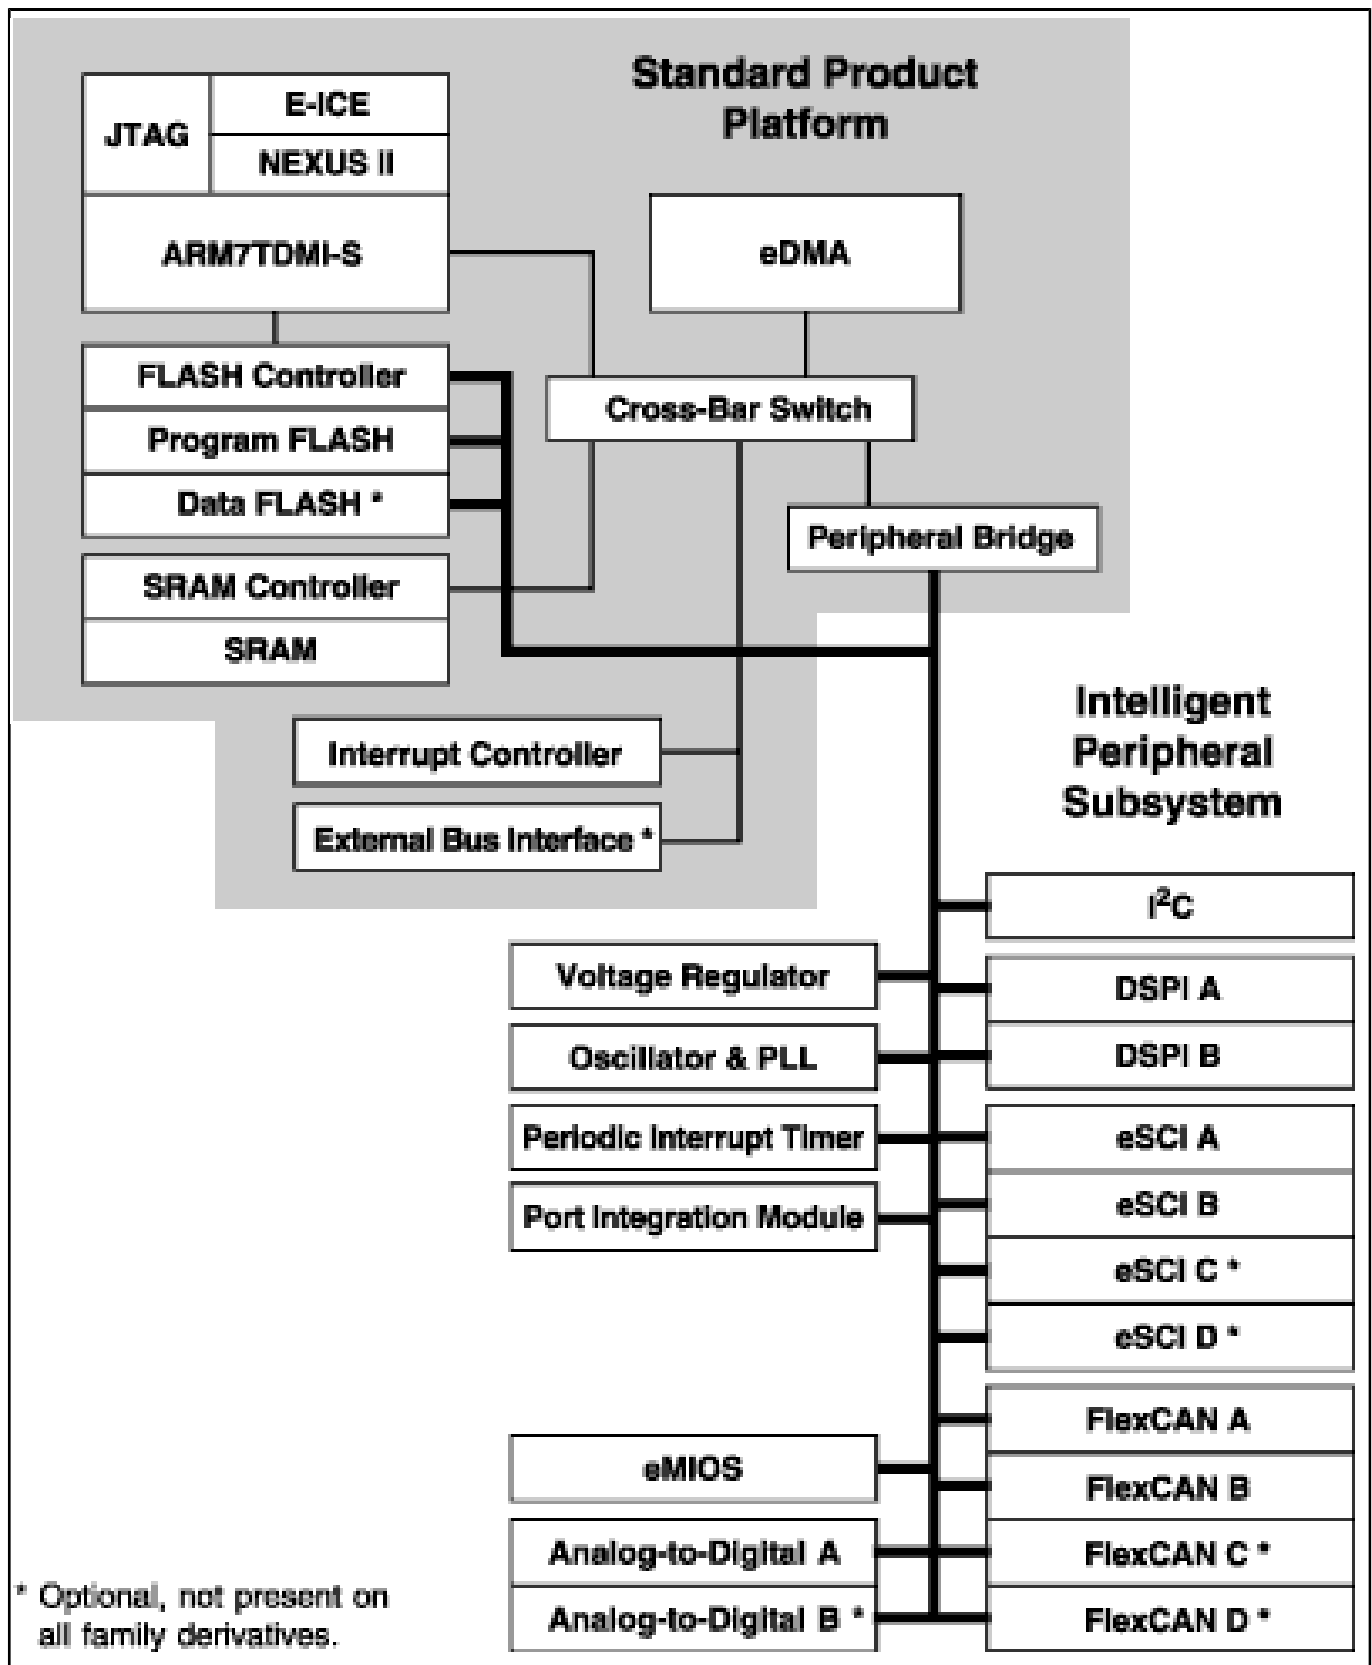 Standard Product
Platform
JTAG
E-ICE
NEXUS II
ARM7TDMI-S
eDMA
FLASH Controller
Program FLASH
Data FLASH *
Cross-Bar Switch
Peripheral Bridge
SRAM Controller
SRAM
Interrupt Controller
External Bus Interface *
Intelligent
Peripheral
Subsystem
I²C
Voltage Regulator
DSPI A
Oscillator & PLL
DSPI B
Periodic Interrupt Timer
eSCI A
Port Integration Module
eSCI B
eSCI C *
eSCI D *
FlexCAN A
eMIOS
FlexCAN B
Analog-to-Digital A
FlexCAN C *
Analog-to-Digital B *
FlexCAN D *
* Optional, not present on
all family derivatives.